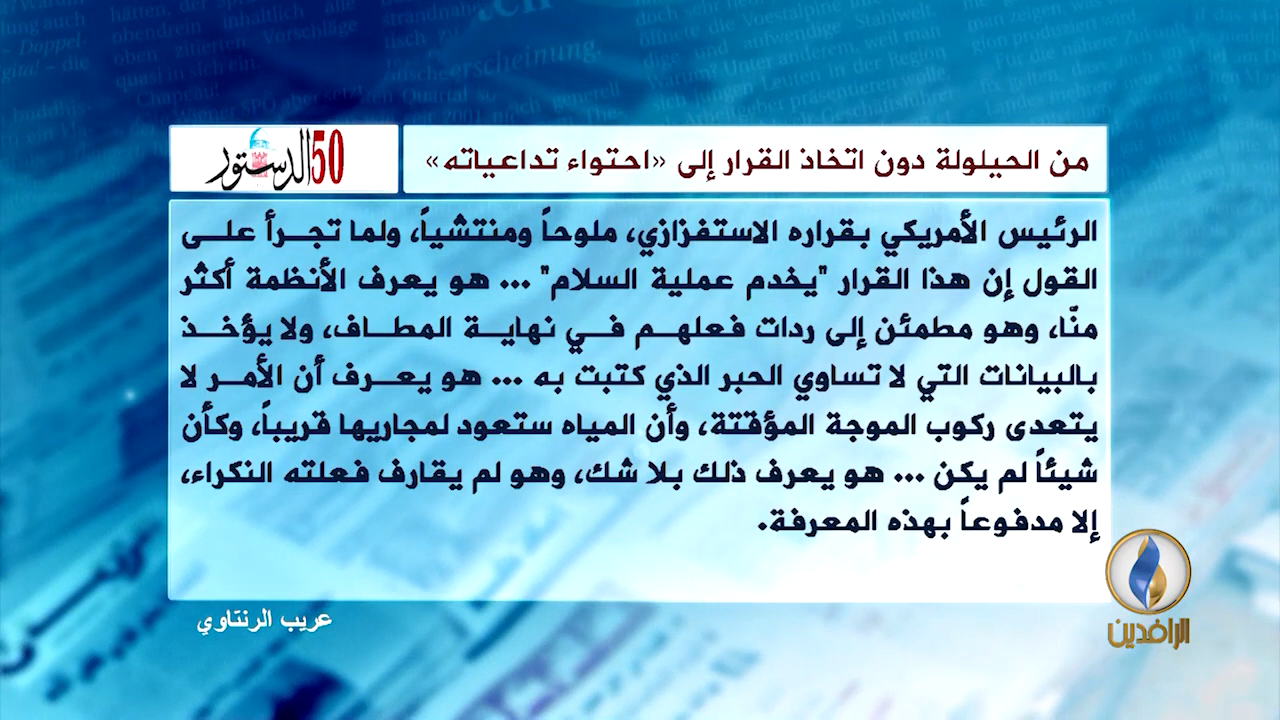 من الحيلولة دون اتخاذ القرار إلى «احتواء تداعياته»
50 الدستور
الرئيس الأمريكي بقراره الاستفزازي، ملوحاً ومنتشياً، ولما تجرأ على
القول إن هذا القرار "يخدم عملية السلام" ... هو يعرف الأنظمة أكثر
منّا، وهو مطمئن إلى ردات فعلهم في نهاية المطاف، ولا يؤخذ
بالبيانات التي لا تساوي الحبر الذي كتبت به ... هو يعرف أن الأمر لا
يتعدى ركوب الموجة المؤقتة، وأن المياه ستعود لمجاريها قريباً، وكأن
شيئاً لم يكن ... هو يعرف ذلك بلا شك، وهو لم يقارف فعلته النكراء،
إلا مدفوعاً بهذه المعرفة.
عريب الرنتاوي
الرافدين